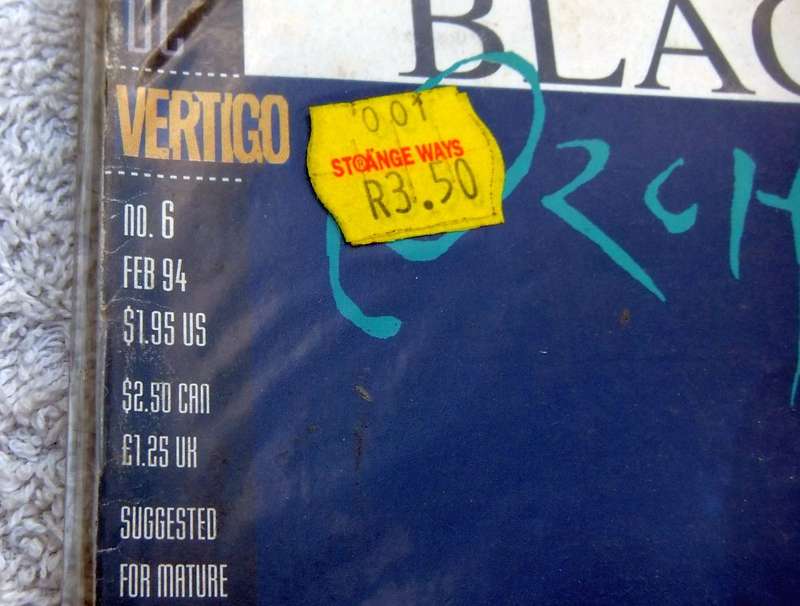 DC
BLAC
VERTIGO
001
STRANGE WAYS
R3.50
ORCH
no. 6
FEB 94
$1.95 US
$2.50 CAN
£1.25 UK
SUGGESTED
FOR MATURE